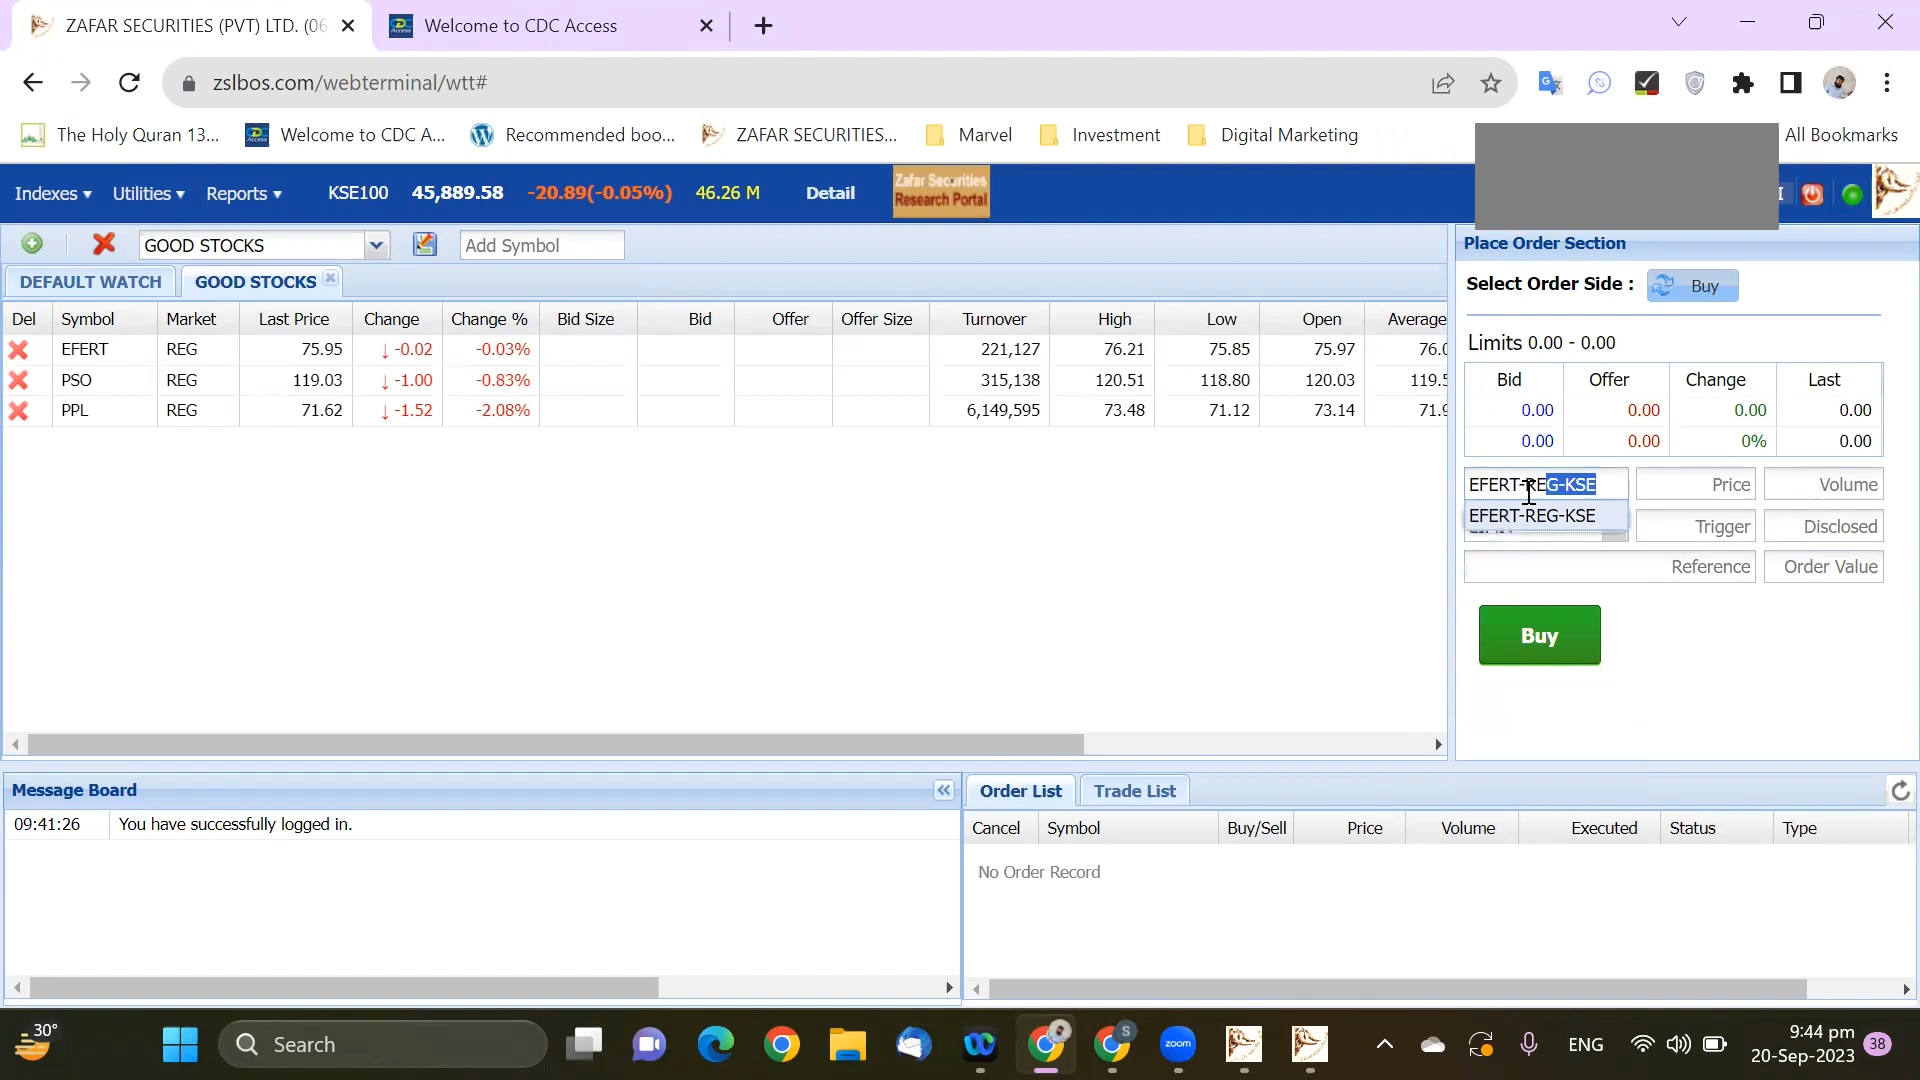 ZAFAR SECURITIES (PVT) LTD. (06
Welcome to CDC Access
zslbos.com/webterminal/wtt#
The Holy Quran 13... Welcome to CDC A... Recommended boo... ZAFAR SECURITIES... Marvel Investment Digital Marketing All Bookmarks
Indexes Utilities Reports KSE100 45,889.58 -20.89(-0.05%) 46.26 M Detail Zafar Securities Research Portal
GOOD STOCKS Add Symbol
DEFAULT WATCH GOOD STOCKS
Del Symbol Market Last Price Change Change % Bid Size Bid Offer Offer Size Turnover High Low Open Average
EFERT REG 75.95 ↓ -0.02 -0.03% 221,127 76.21 75.85 75.97 76.0
PSO REG 119.03 ↓ -1.00 -0.83% 315,138 120.51 118.80 120.03 119.5
PPL REG 71.62 ↓ -1.52 -2.08% 6,149,595 73.48 71.12 73.14 71.9
Place Order Section
Select Order Side : Buy
Limits 0.00 - 0.00
Bid Offer Change Last
0.00 0.00 0.00 0.00
0.00 0.00 0% 0.00
EFERT-REG-KSE Price Volume
EFERT-REG-KSE
Trigger Disclosed
Reference Order Value
Buy
Message Board
09:41:26 You have successfully logged in.
Order List Trade List
Cancel Symbol Buy/Sell Price Volume Executed Status Type
No Order Record
30°
Search
zoom
S
ENG
9:44 pm
20-Sep-2023
38